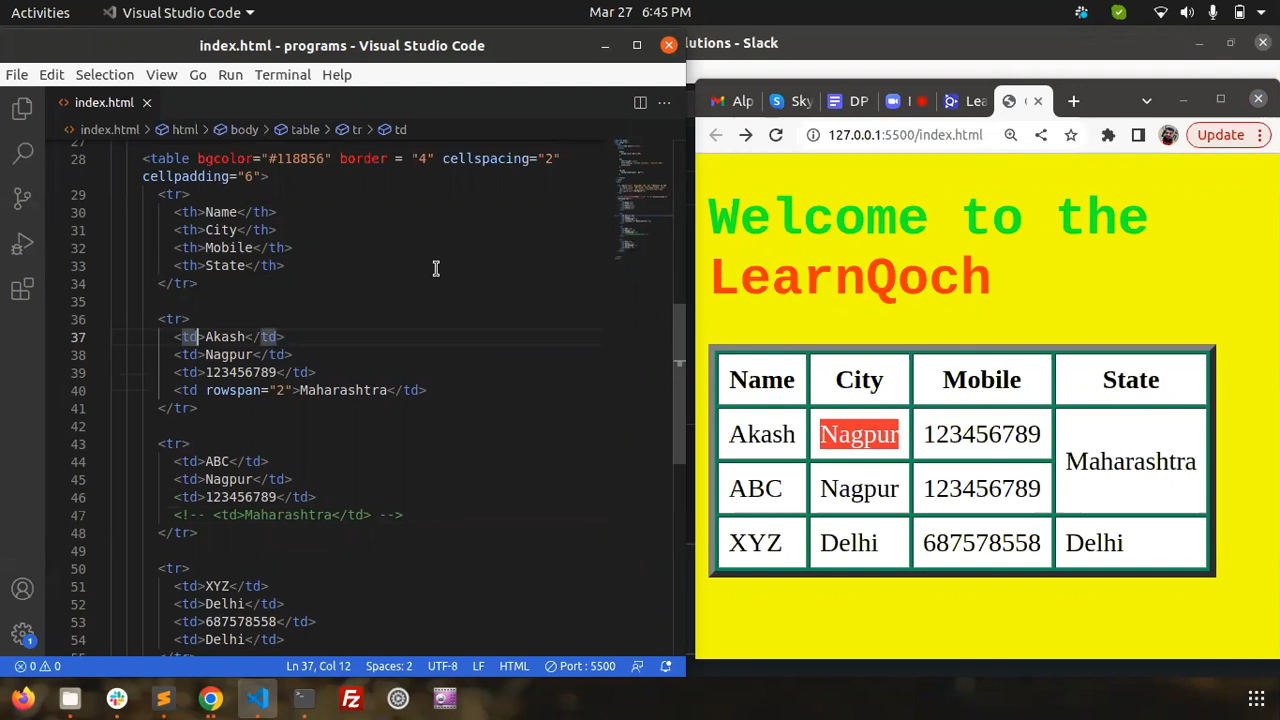 Activities
Visual Studio Code
Mar 27 6:45 PM
index.html - programs - Visual Studio Code
lutions - Slack
File Edit Selection View Go Run Terminal Help
index.html
Alp
Sky
DP
Lea
index.html > html > body > table > tr > td
127.0.0.1:5500/index.html
Update
27
28 <table bgcolor="#118856" border = "4" cellspacing="2"
cellpadding="6">
29 <tr>
30 <th>Name</th>
31 <th>City</th>
32 <th>Mobile</th>
33 <th>State</th>
34 </tr>
35
36 <tr>
37 <td>Akash</td>
38 <td>Nagpur</td>
39 <td>123456789</td>
40 <td rowspan="2">Maharashtra</td>
41 </tr>
42
43 <tr>
44 <td>ABC</td>
45 <td>Nagpur</td>
46 <td>123456789</td>
47 <!-- <td>Maharashtra</td> -->
48 </tr>
49
50 <tr>
51 <td>XYZ</td>
52 <td>Delhi</td>
53 <td>687578558</td>
54 <td>Delhi</td>
Welcome to the
LearnQoch
Name City Mobile State
Akash Nagpur 123456789 Maharashtra
ABC Nagpur 123456789
XYZ Delhi 687578558 Delhi
1
0 0
Ln 37, Col 12 Spaces: 2 UTF-8 LF HTML Port : 5500